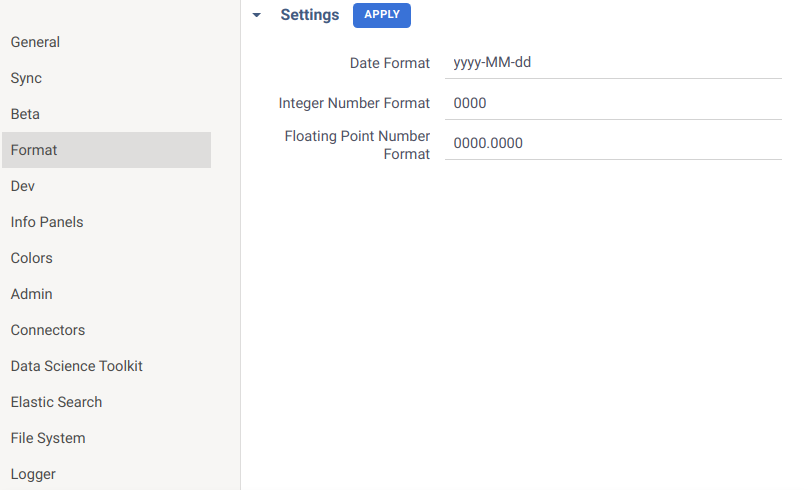 General
Sync
Beta
Format
Dev
Info Panels
Colors
Admin
Connectors
Data Science Toolkit
Elastic Search
File System
Logger
Settings APPLY
Date Format yyyy-MM-dd
Integer Number Format 0000
Floating Point Number
Format 0000.0000